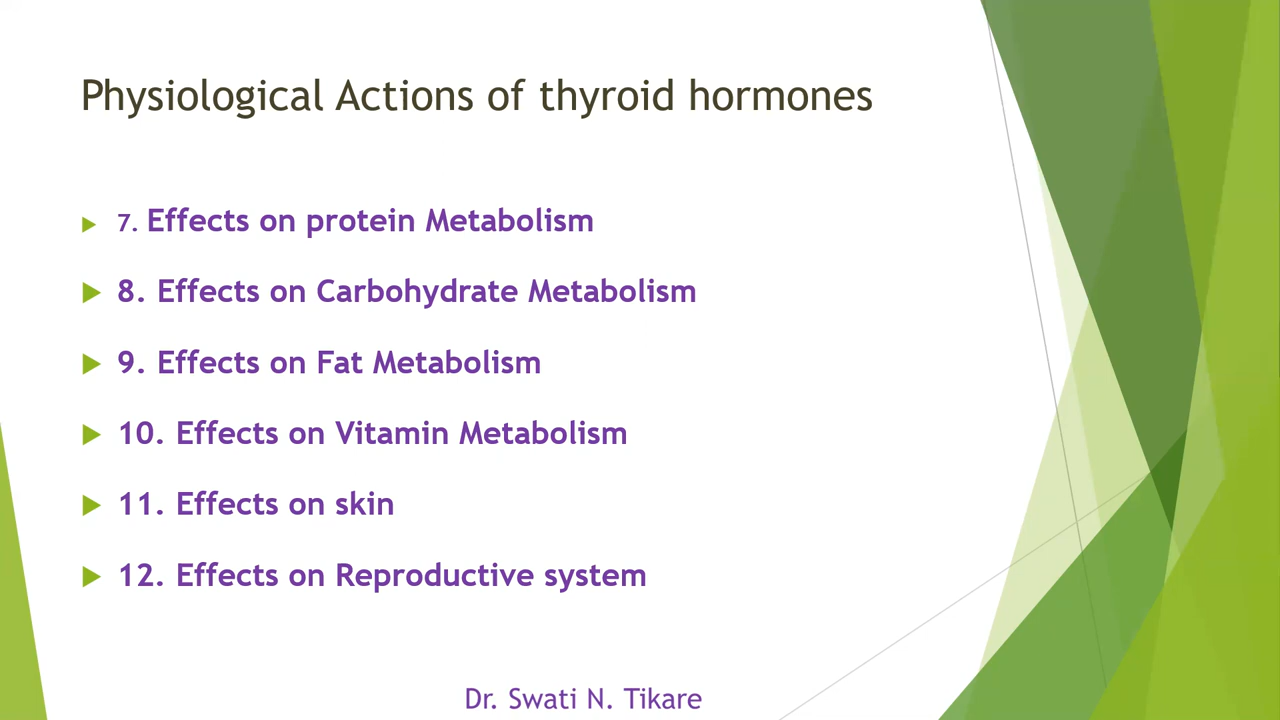 Physiological Actions of thyroid hormones
7. Effects on protein Metabolism
8. Effects on Carbohydrate Metabolism
9. Effects on Fat Metabolism
10. Effects on Vitamin Metabolism
11. Effects on skin
12. Effects on Reproductive system
Dr. Swati N. Tikare